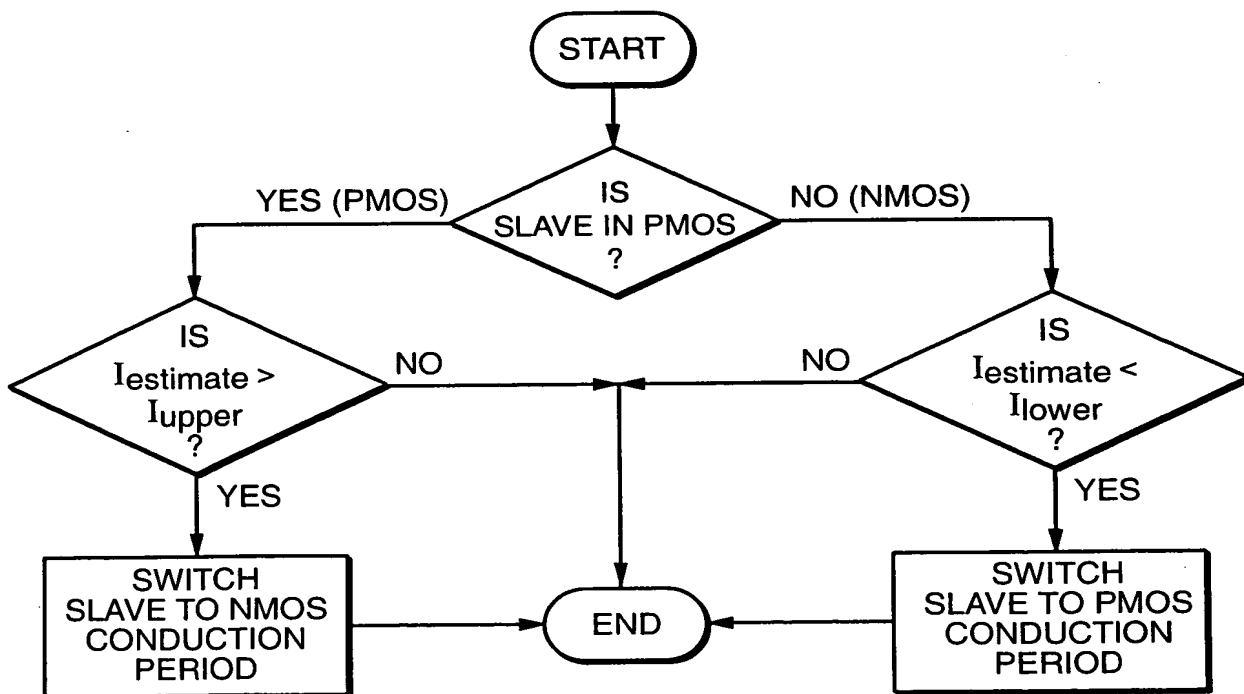 START
IS
SLAVE IN PMOS
?
YES (PMOS)
NO (NMOS)
IS
Iestimate >
Iupper
?
NO
YES
IS
Iestimate <
Ilower
?
NO
YES
SWITCH
SLAVE TO NMOS
CONDUCTION
PERIOD
END
SWITCH
SLAVE TO PMOS
CONDUCTION
PERIOD